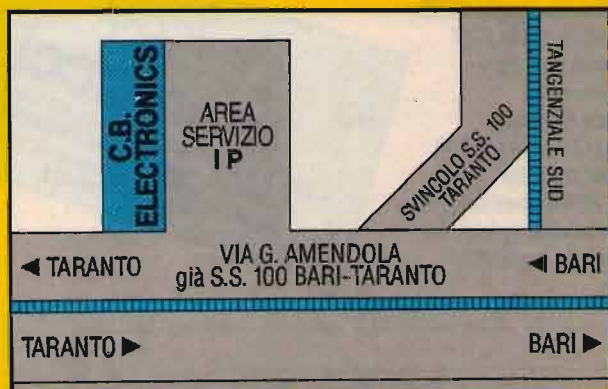 C.B.
ELECTRONICS
AREA
SERVIZIO
IP
SVINCOLO S.S. 100
TARANTO
TANGENZIALE SUD
◄ TARANTO
VIA G. AMENDOLA
già S.S. 100 BARI-TARANTO
◄ BARI
TARANTO ►
BARI ►